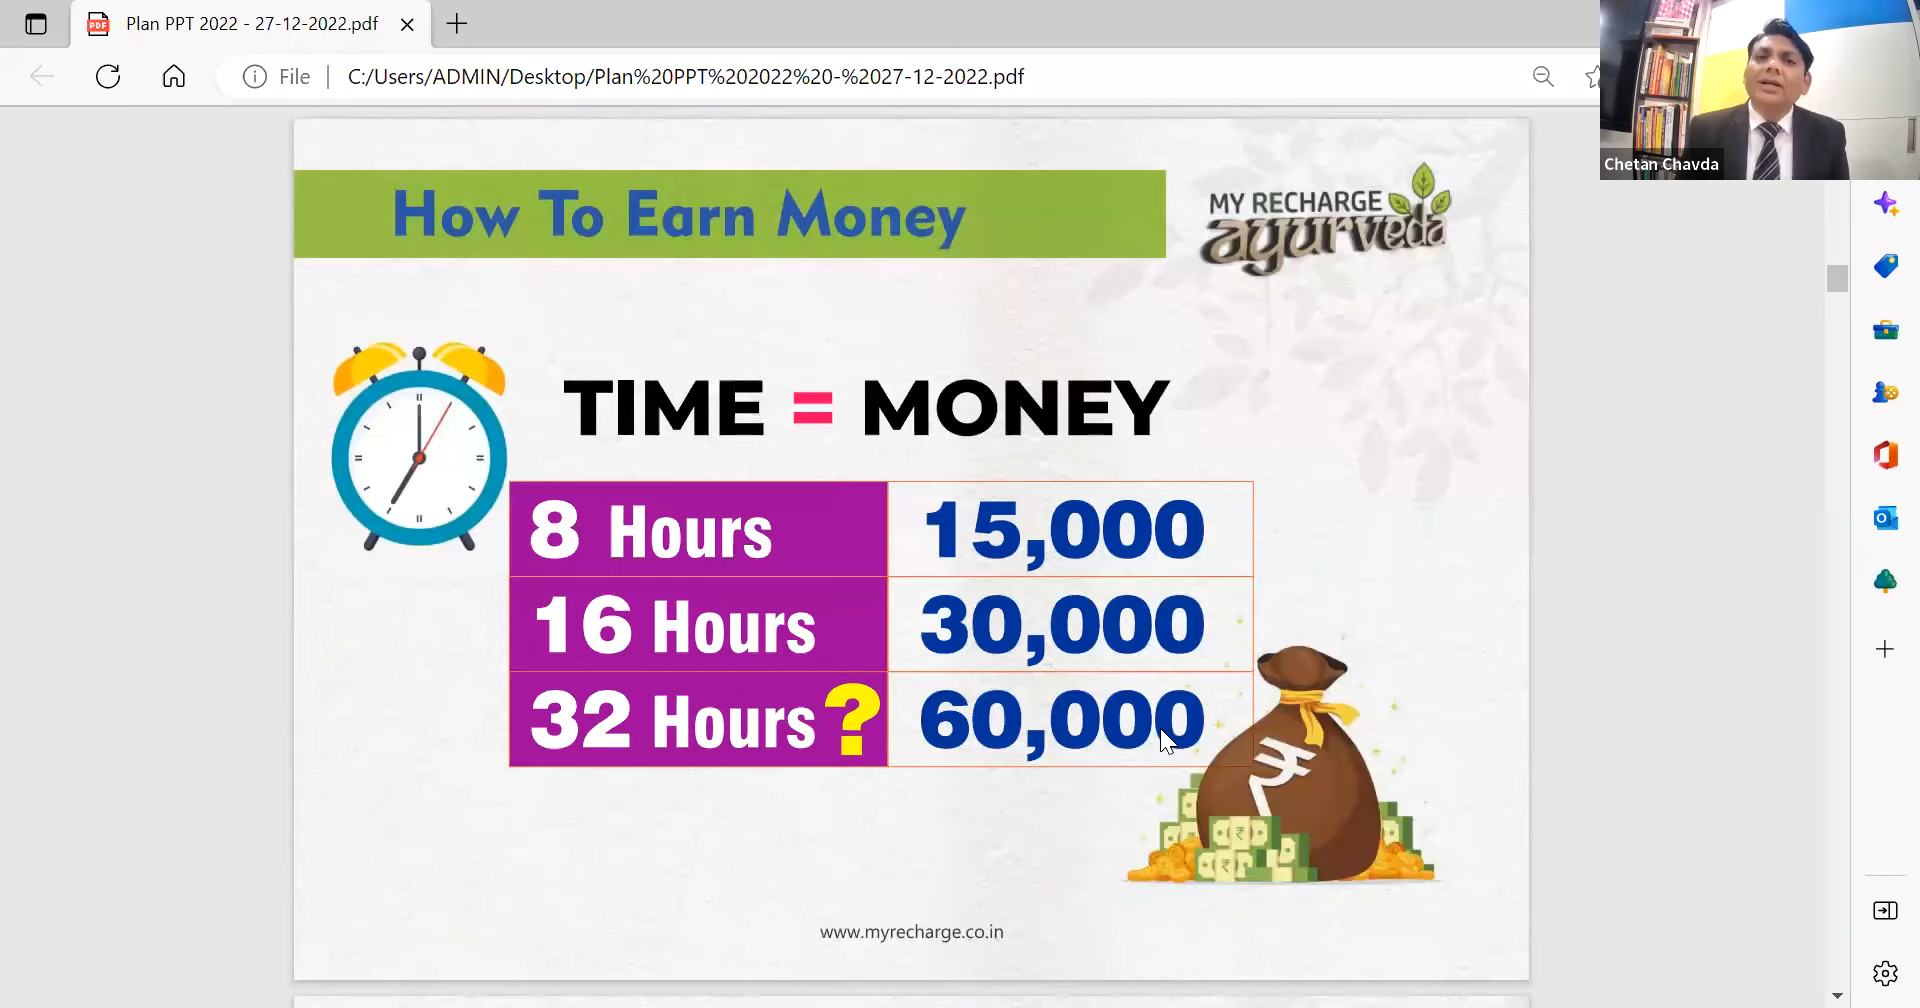 Plan PPT 2022 - 27-12-2022.pdf
PDF
File
C:/Users/ADMIN/Desktop/Plan%20PPT%202022%20-%2027-12-2022.pdf
Chetan Chavda
How To Earn Money
MY RECHARGE
ayurveda
TIME = MONEY
8 Hours 15,000
16 Hours 30,000
32 Hours ? 60,000
₹
www.myrecharge.co.in